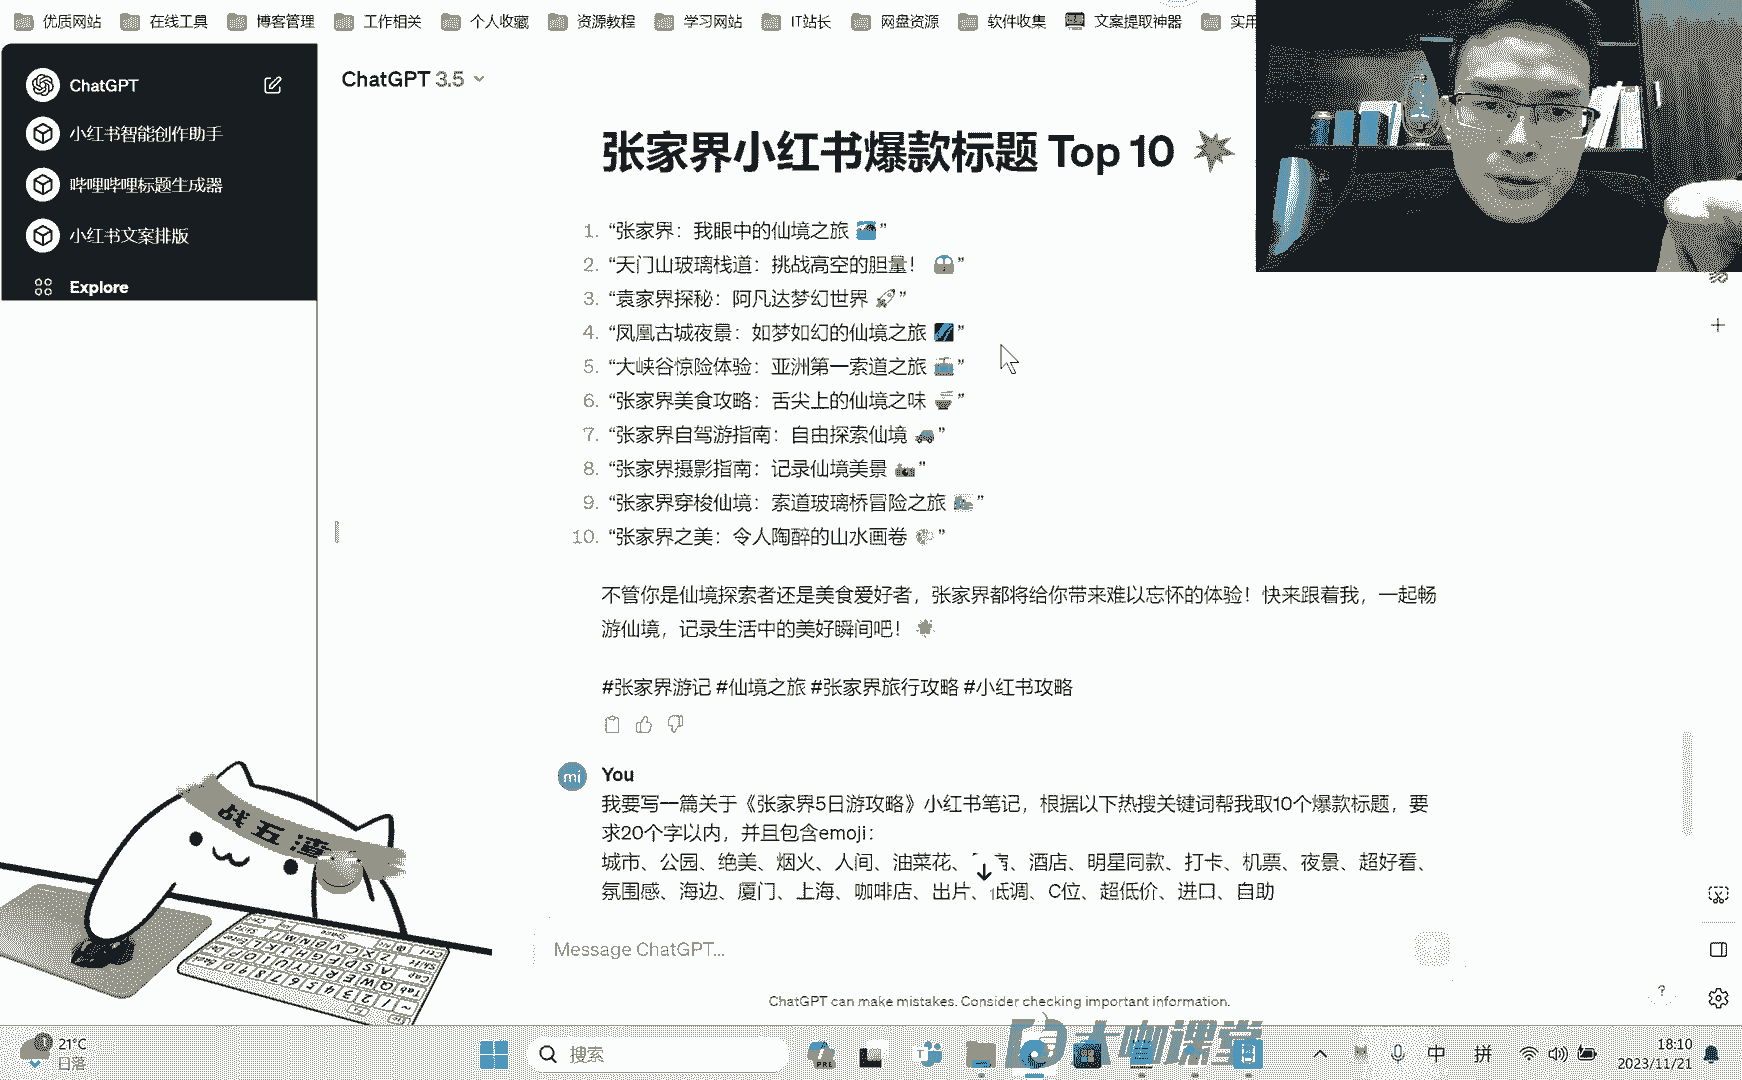 优质网站 在线工具 博客管理 工作相关 个人收藏 资源教程 学习网站 IT站长 网盘资源 软件收集 文案提取神器 实用
ChatGPT
小红书智能创作助手
哔哩哔哩标题生成器
小红书文案排版
Explore
ChatGPT 3.5
张家界小红书爆款标题 Top 10
1. “张家界：我眼中的仙境之旅 🏞️”
2. “天门山玻璃栈道：挑战高空的胆量！ 🚡”
3. “袁家界探秘：阿凡达梦幻世界 🚀”
4. “凤凰古城夜景：如梦如幻的仙境之旅 🌌”
5. “大峡谷惊险体验：亚洲第一索道之旅 🚠”
6. “张家界美食攻略：舌尖上的仙境之味 🍜”
7. “张家界自驾游指南：自由探索仙境 🚗”
8. “张家界摄影指南：记录仙境美景 📷”
9. “张家界穿梭仙境：索道玻璃桥冒险之旅”
10. “张家界之美：令人陶醉的山水画卷”
不管你是仙境探索者还是美食爱好者，张家界都将给你带来难以忘怀的体验！快来跟着我，一起畅
游仙境，记录生活中的美好瞬间吧！
#张家界游记 #仙境之旅 #张家界旅行攻略 #小红书攻略
mi
You
我要写一篇关于《张家界5日游攻略》小红书笔记，根据以下热搜关键词帮我取10个爆款标题，要
求20个字以内，并且包含emoji：
城市、公园、绝美、烟火、人间、油菜花、酒店、明星同款、打卡、机票、夜景、超好看、
氛围感、海边、厦门、上海、咖啡店、出片、低调、C位、超低价、进口、自助
Message ChatGPT...
ChatGPT can make mistakes. Consider checking important information.
?
战五渣
大咖课堂
21°C
日落
搜索
中 拼
18:10
2023/11/21